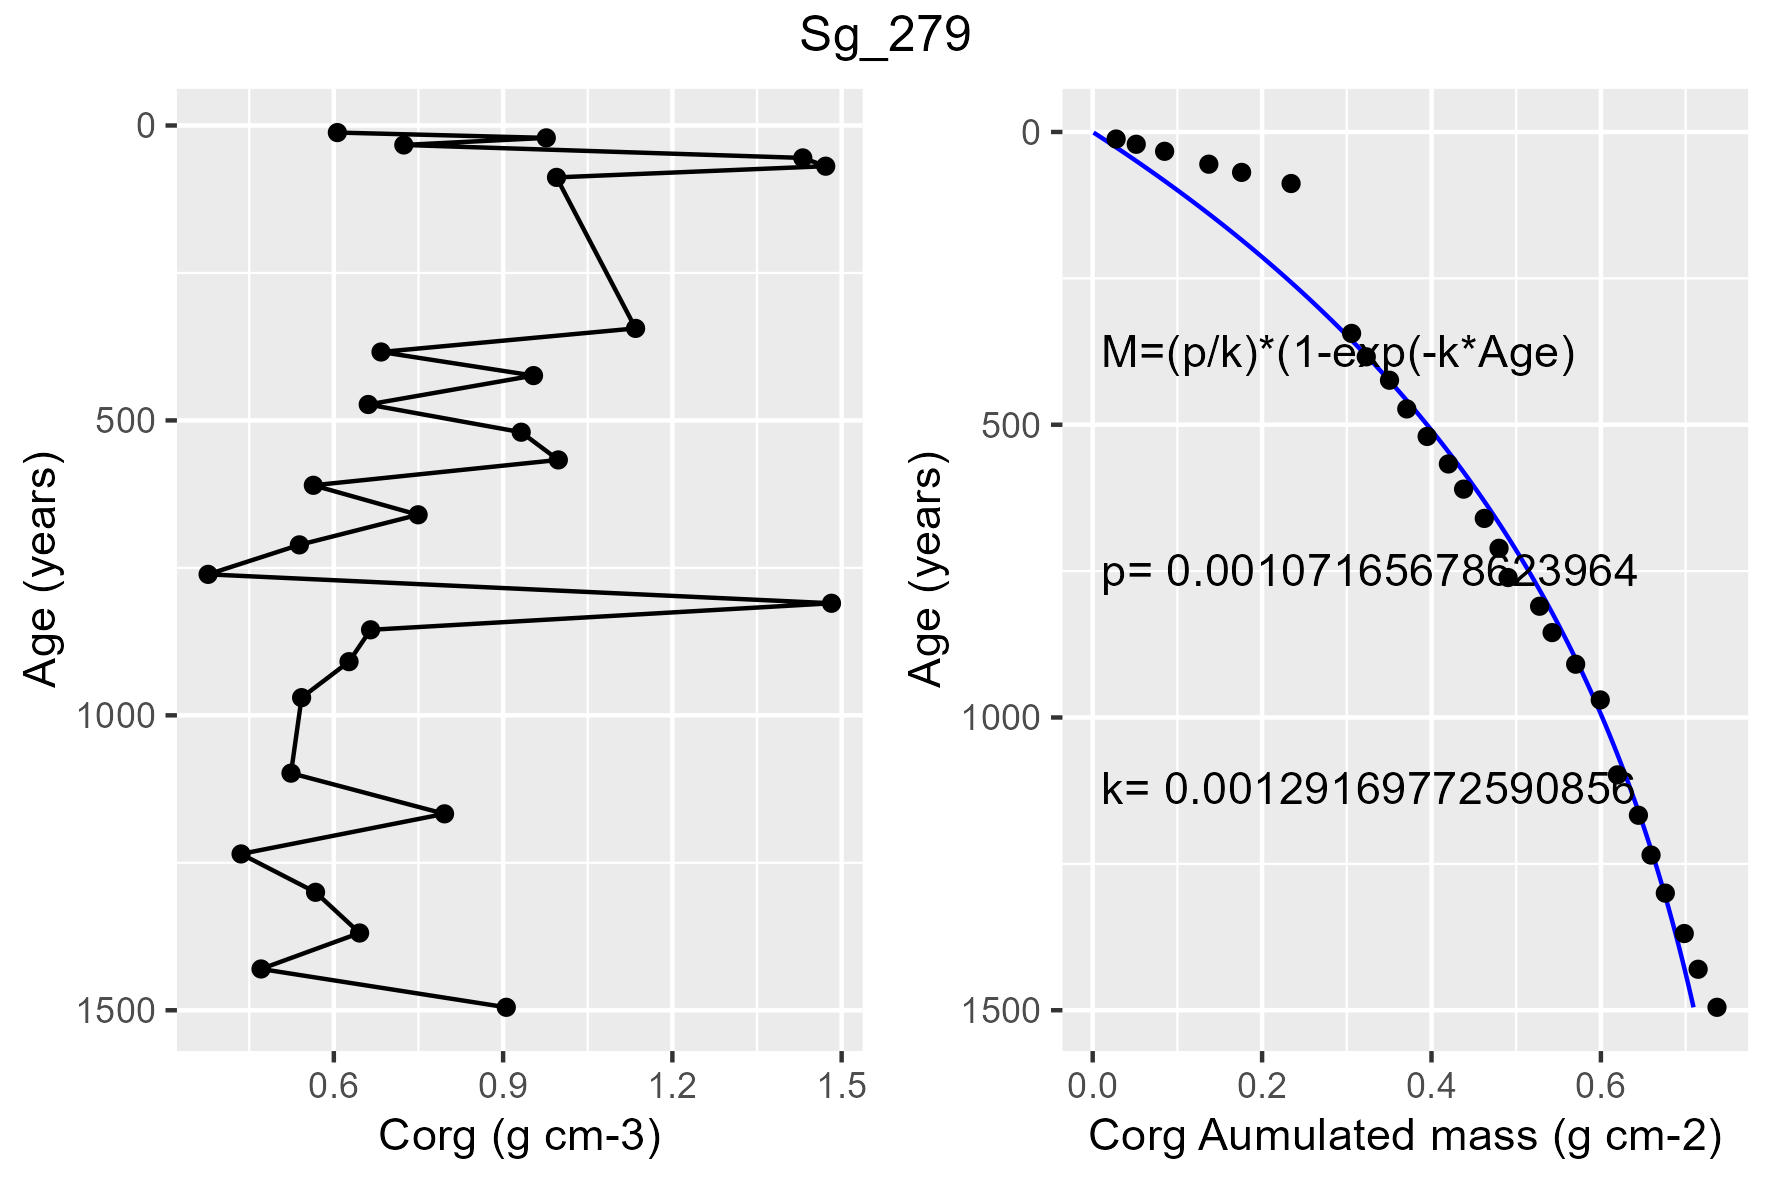 Sg_279
0
500
1000
1500
Age (years)
0.6
0.9
1.2
1.5
Corg (g cm-3)
0
500
1000
1500
Age (years)
M=(p/k)*(1-exp(-k*Age)
p= 0.00107165678623964
k= 0.00129169772590856
0.0
0.2
0.4
0.6
Corg Aumulated mass (g cm-2)